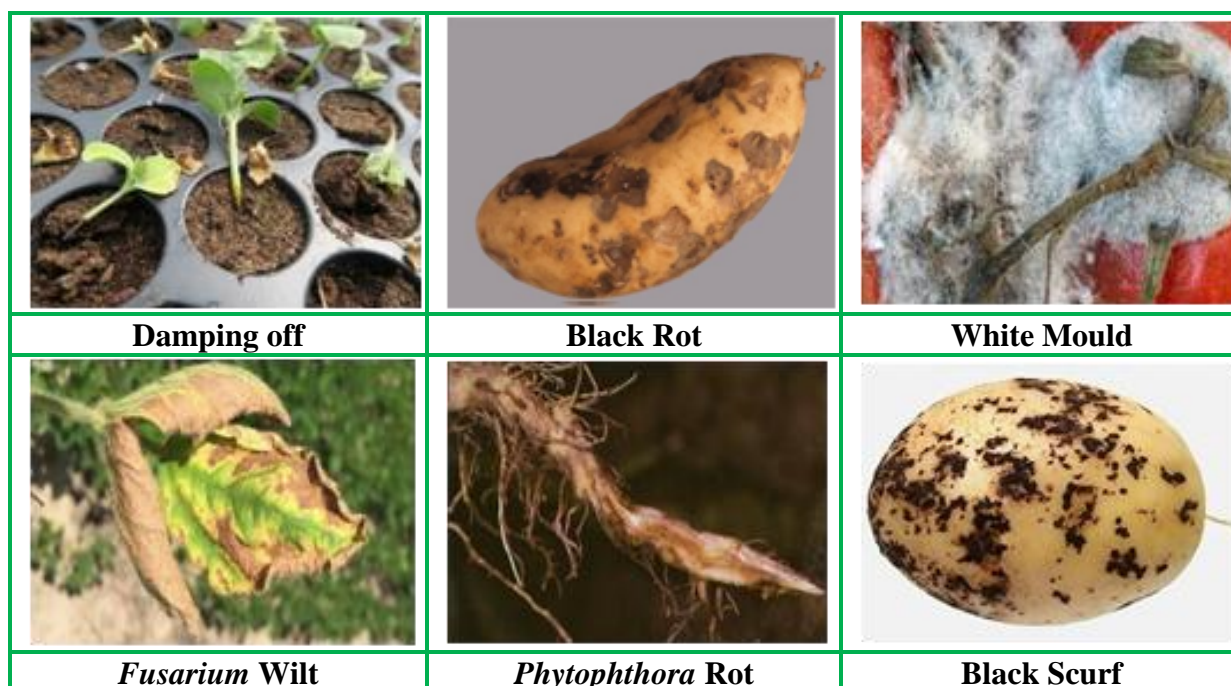 Damping off
Black Rot
White Mould
Fusarium Wilt
Phytophthora Rot
Black Scurf